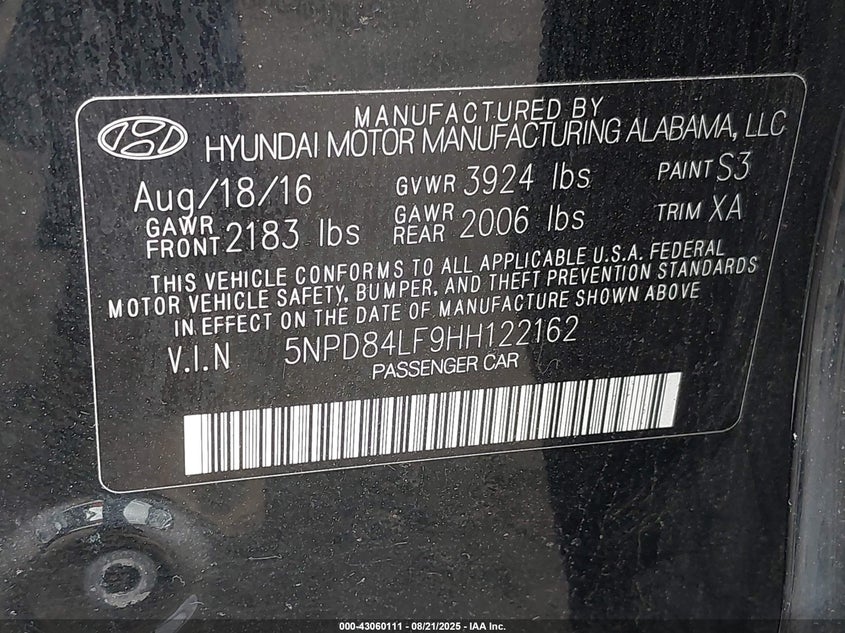 MANUFACTURED BY
HYUNDAI MOTOR MANUFACTURING ALABAMA, LLC
Aug/18/16 GVWR 3924 lbs PAINT S3
GAWR FRONT 2183 lbs GAWR REAR 2006 lbs TRIM XA
THIS VEHICLE CONFORMS TO ALL APPLICABLE U.S.A. FEDERAL
MOTOR VEHICLE SAFETY, BUMPER, AND THEFT PREVENTION STANDARDS
IN EFFECT ON THE DATE OF MANUFACTURE SHOWN ABOVE
V.I.N 5NPD84LF9HH122162
PASSENGER CAR
000-43060111 - 08/21/2025 - IAA Inc.